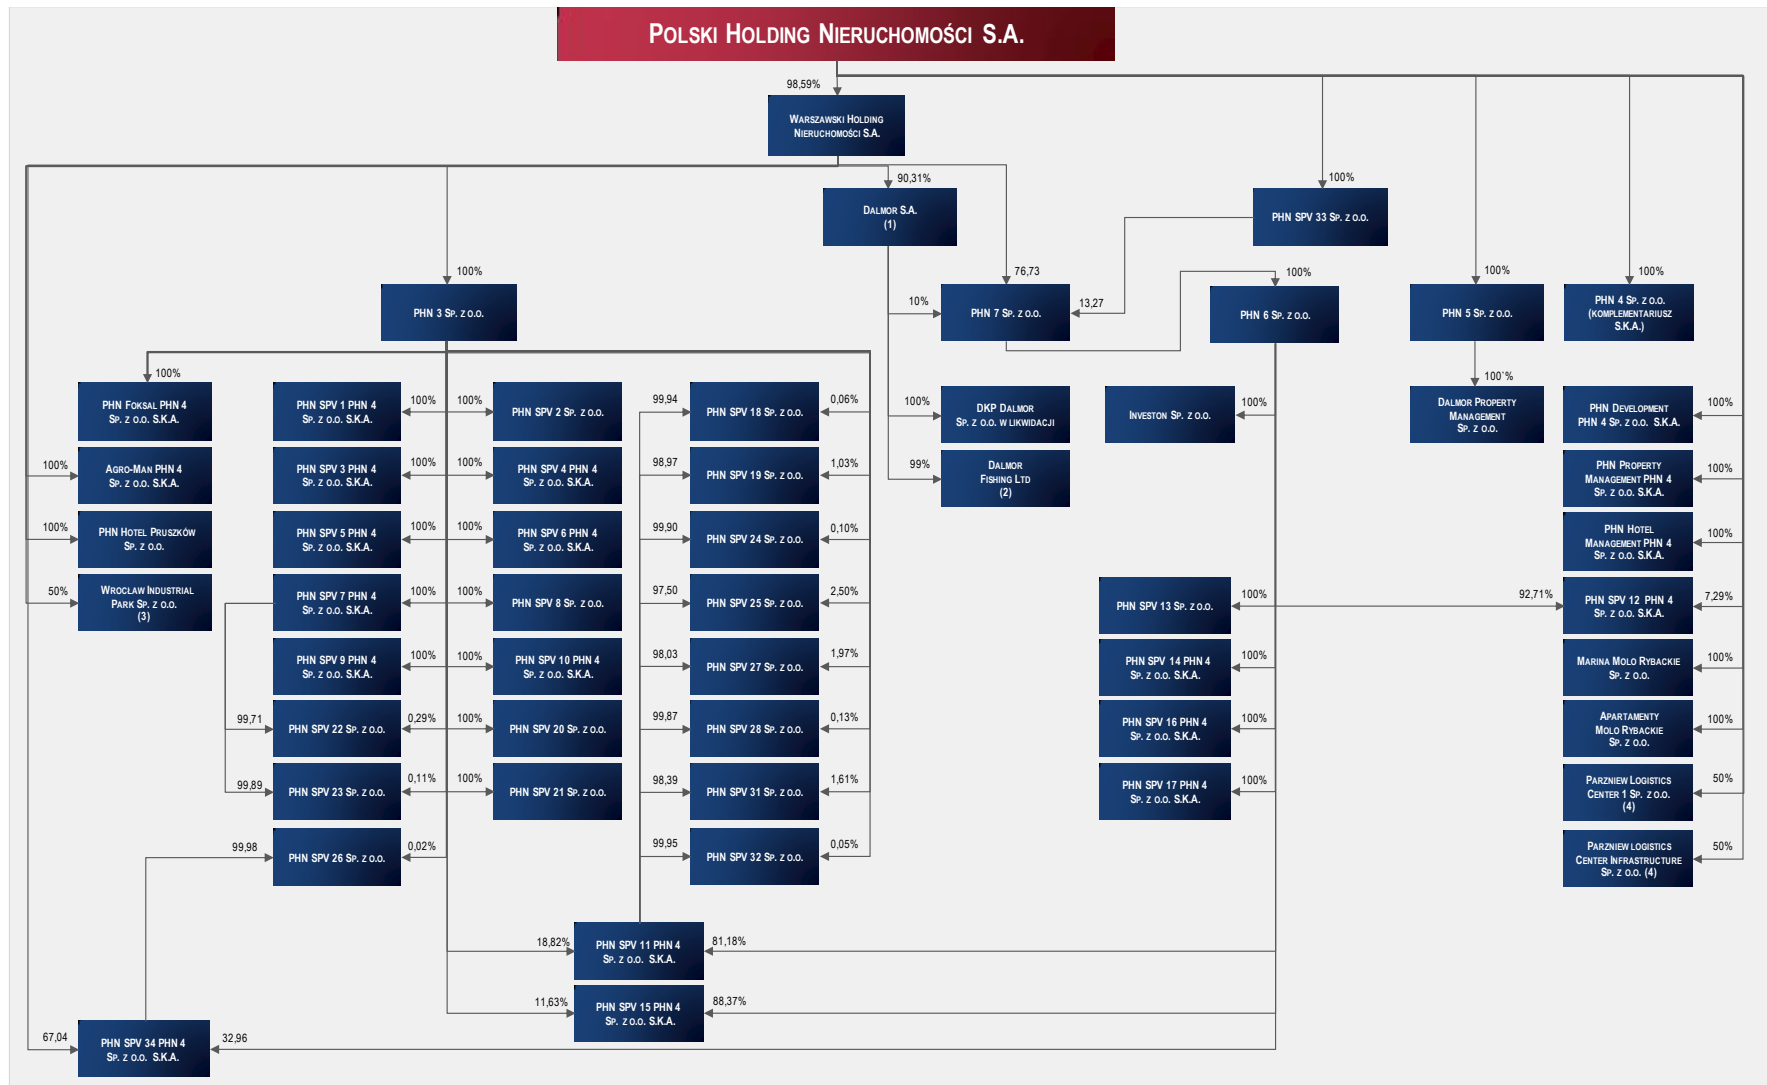 POLSKI HOLDING NIERUCHOMOŚCI S.A.
98,59%
WARSZAWSKI HOLDING
NIERUCHOMOŚCI S.A.
90,31%
DALMOR S.A.
(1)
100%
PHN SPV 33 SP. Z O.O.
100%
PHN 3 SP. Z O.O.
10%
76,73
PHN 7 SP. Z O.O.
13,27
100%
PHN 6 SP. Z O.O.
100%
PHN 5 SP. Z O.O.
100%
PHN 4 SP. Z O.O.
(KOMPLEMENTARIUSZ
S.K.A.)
100%
PHN FOKSAL PHN 4
SP. Z O.O. S.K.A.
100%
AGRO-MAN PHN 4
SP. Z O.O. S.K.A.
100%
PHN HOTEL PRUSZKÓW
SP. Z O.O.
50%
WROCŁAW INDUSTRIAL
PARK SP. Z O.O.
(3)
PHN SPV 1 PHN 4
SP. Z O.O. S.K.A.
100%
100%
PHN SPV 2 SP. Z O.O.
PHN SPV 3 PHN 4
SP. Z O.O. S.K.A.
100%
100%
PHN SPV 4 PHN 4
SP. Z O.O. S.K.A.
PHN SPV 5 PHN 4
SP. Z O.O. S.K.A.
100%
100%
PHN SPV 6 PHN 4
SP. Z O.O. S.K.A.
PHN SPV 7 PHN 4
SP. Z O.O. S.K.A.
100%
100%
PHN SPV 8 SP. Z O.O.
PHN SPV 9 PHN 4
SP. Z O.O. S.K.A.
100%
100%
PHN SPV 10 PHN 4
SP. Z O.O. S.K.A.
99,71
PHN SPV 22 SP. Z O.O.
0,29%
100%
PHN SPV 20 SP. Z O.O.
99,89
PHN SPV 23 SP. Z O.O.
0,11%
100%
PHN SPV 21 SP. Z O.O.
99,98
PHN SPV 26 SP. Z O.O.
0,02%
99,94
PHN SPV 18 SP. Z O.O.
0,06%
98,97
PHN SPV 19 SP. Z O.O.
1,03%
99,90
PHN SPV 24 SP. Z O.O.
0,10%
97,50
PHN SPV 25 SP. Z O.O.
2,50%
98,03
PHN SPV 27 SP. Z O.O.
1,97%
99,87
PHN SPV 28 SP. Z O.O.
0,13%
98,39
PHN SPV 31 SP. Z O.O.
1,61%
99,95
PHN SPV 32 SP. Z O.O.
0,05%
100%
DKP DALMOR
SP. Z O.O. W LIKWIDACJI
99%
DALMOR
FISHING LTD
(2)
INVESTON SP. Z O.O.
100%
100`%
DALMOR PROPERTY
MANAGEMENT
SP. Z O.O.
PHN DEVELOPMENT
PHN 4 SP. Z O.O. S.K.A.
100%
PHN PROPERTY
MANAGEMENT PHN 4
SP. Z O.O. S.K.A.
100%
PHN HOTEL
MANAGEMENT PHN 4
SP. Z O.O. S.K.A.
100%
PHN SPV 13 SP. Z O.O.
100%
92,71%
PHN SPV 12 PHN 4
SP. Z O.O. S.K.A.
7,29%
PHN SPV 14 PHN 4
SP. Z O.O. S.K.A.
100%
MARINA MOLO RYBACKIE
SP. Z O.O.
100%
PHN SPV 16 PHN 4
SP. Z O.O. S.K.A.
100%
APARTAMENTY
MOLO RYBACKIE
SP. Z O.O.
100%
PHN SPV 17 PHN 4
SP. Z O.O. S.K.A.
100%
PARZNIEW LOGISTICS
CENTER 1 SP. Z O.O.
(4)
50%
PARZNIEW LOGISTICS
CENTER INFRASTRUCTURE
SP. Z O.O. (4)
50%
18,82%
PHN SPV 11 PHN 4
SP. Z O.O. S.K.A.
81,18%
11,63%
PHN SPV 15 PHN 4
SP. Z O.O. S.K.A.
88,37%
67,04
PHN SPV 34 PHN 4
SP. Z O.O. S.K.A.
32,96